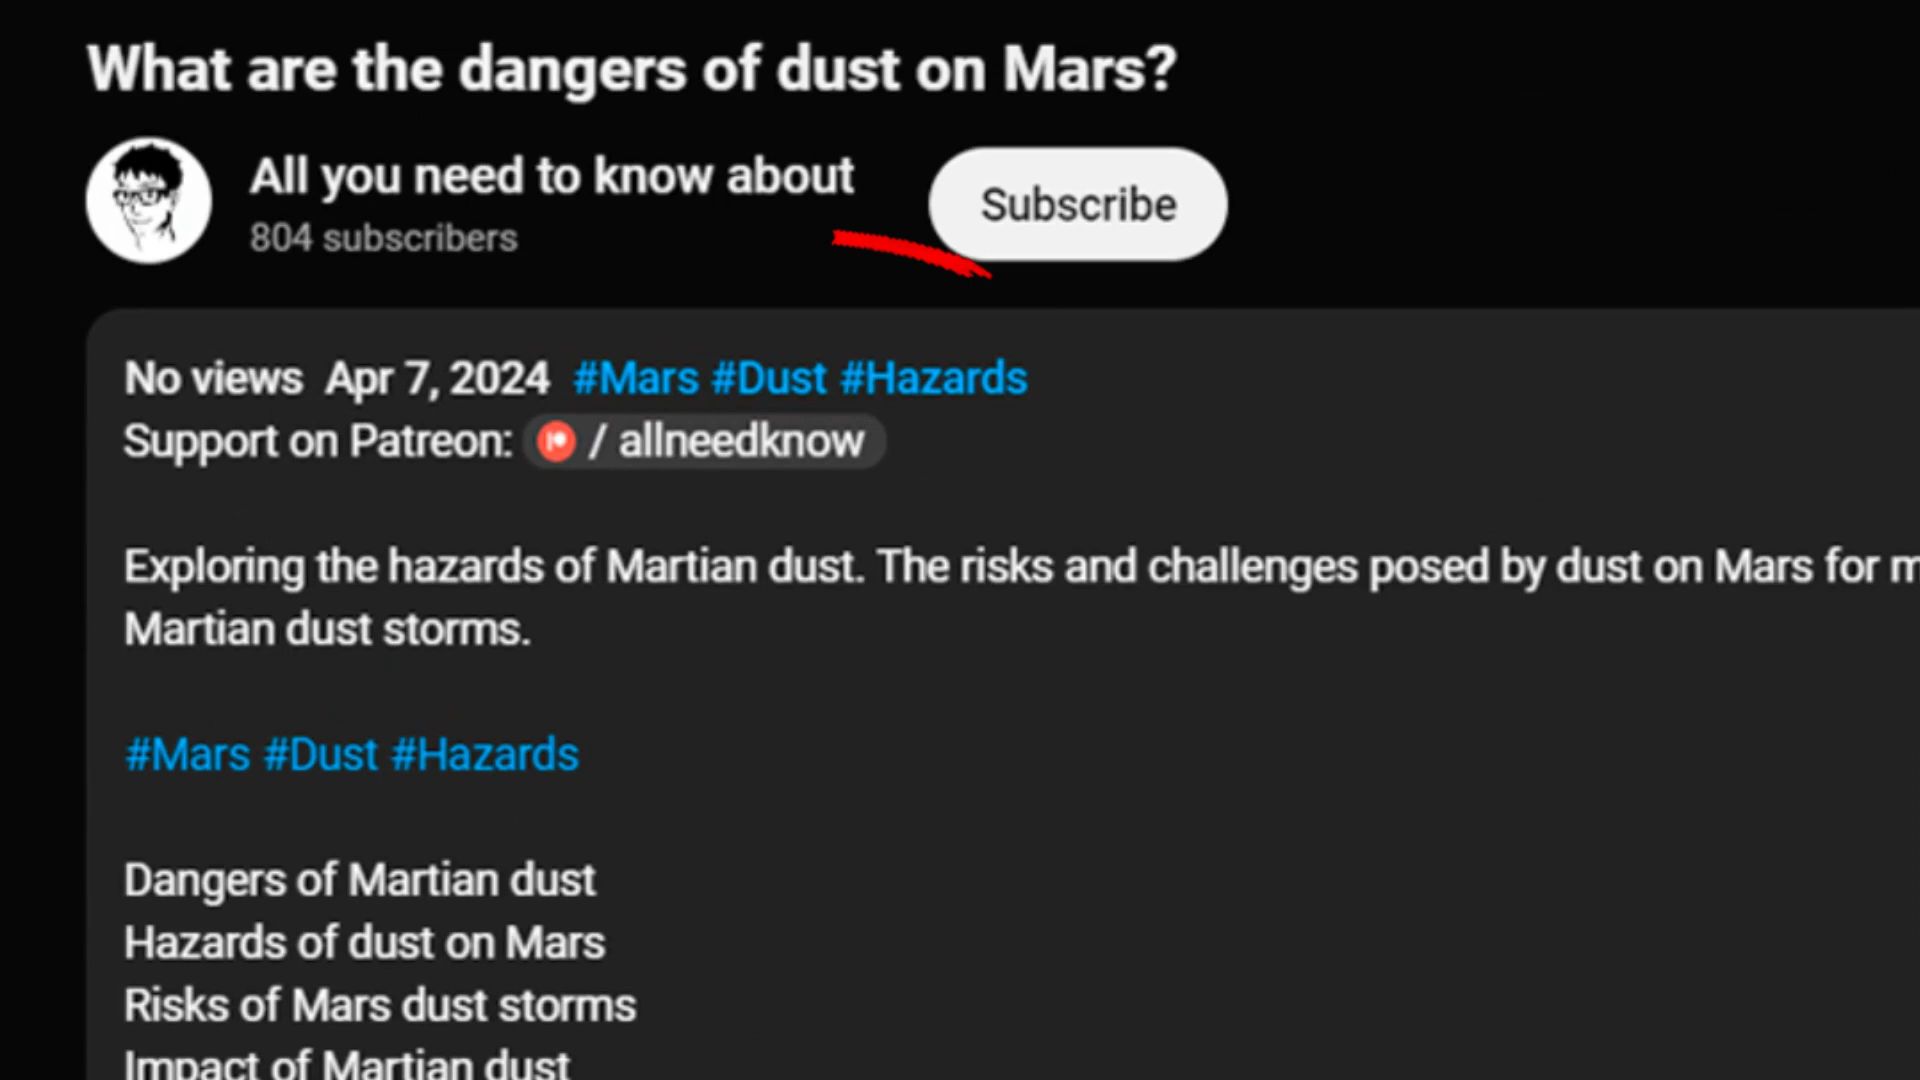 What are the dangers of dust on Mars?
All you need to know about
Subscribe
804 subscribers
No views Apr 7, 2024 #Mars #Dust #Hazards
Support on Patreon: / allneedknow
Exploring the hazards of Martian dust. The risks and challenges posed by dust on Mars for m
Martian dust storms.
#Mars #Dust #Hazards
Dangers of Martian dust
Hazards of dust on Mars
Risks of Mars dust storms
Impact of Martian dust